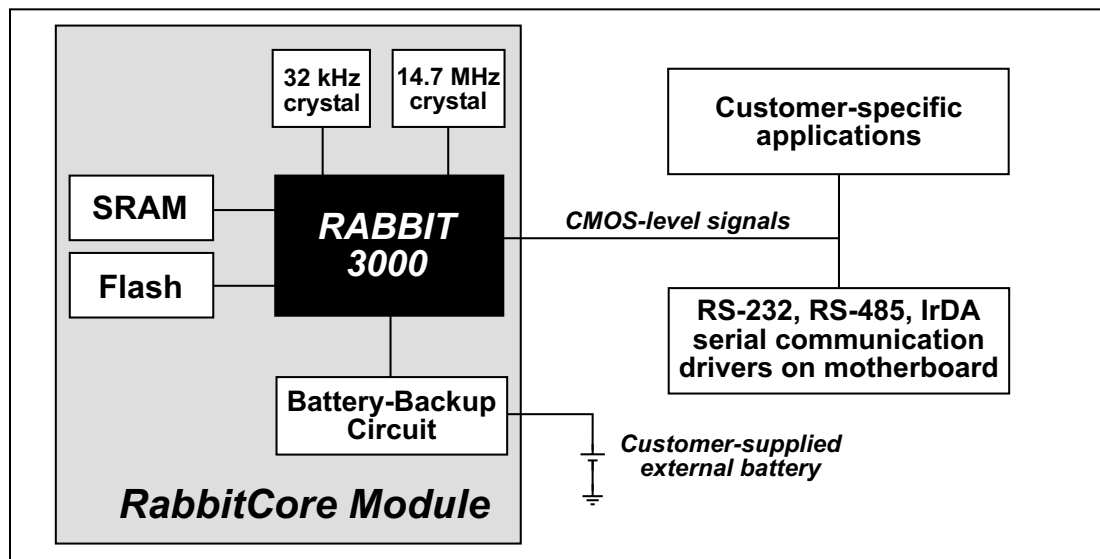 32 kHz
crystal
14.7 MHz
crystal
SRAM
Flash
RABBIT
3000
Battery-Backup
Circuit
RabbitCore Module
CMOS-level signals
Customer-specific
applications
RS-232, RS-485, IrDA
serial communication
drivers on motherboard
Customer-supplied
external battery